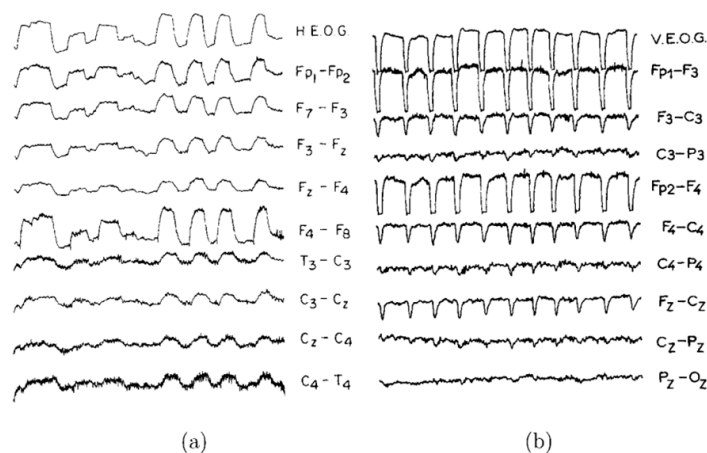 H.E.O.G.
Fp1-Fp2
F7-F3
F3-Fz
Fz-F4
F4-F8
T3-C3
C3-Cz
Cz-C4
C4-T4
(a)
V.E.O.G.
Fp1-F3
F3-C3
C3-P3
Fp2-F4
F4-C4
C4-P4
Fz-Cz
Cz-Pz
Pz-Oz
(b)